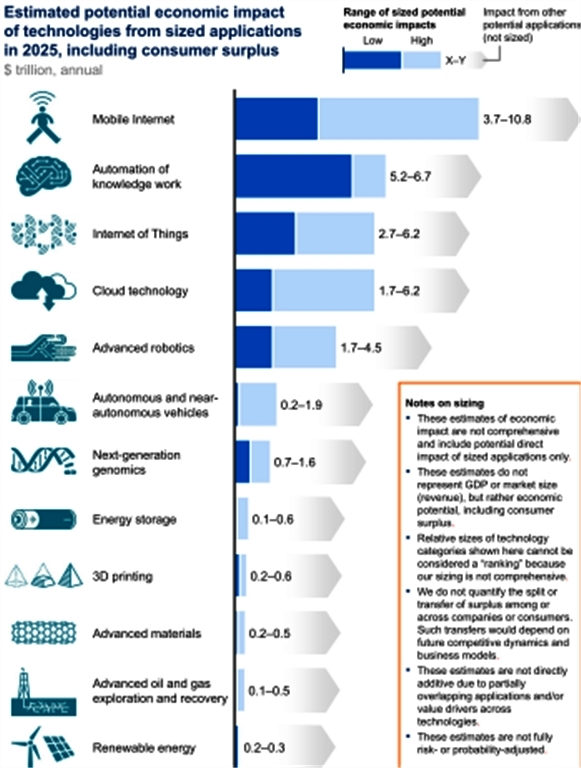 Estimated potential economic impact
of technologies from sized applications
in 2025, including consumer surplus
$ trillion, annual
Range of sized potential
economic impacts
Low
High
X–Y
Impact from other
potential applications
(not sized)
Mobile Internet
3.7–10.8
Automation of
knowledge work
5.2–6.7
Internet of Things
2.7–6.2
Cloud technology
1.7–6.2
Advanced robotics
1.7–4.5
Autonomous and near-
autonomous vehicles
0.2–1.9
Next-generation
genomics
0.7–1.6
Energy storage
0.1–0.6
3D printing
0.2–0.6
Advanced materials
0.2–0.5
Advanced oil and gas
exploration and recovery
0.1–0.5
Renewable energy
0.2–0.3
Notes on sizing
• These estimates of economic
impact are not comprehensive
and include potential direct
impact of sized applications only.
• These estimates do not
represent GDP or market size
(revenue), but rather economic
potential, including consumer
surplus.
• Relative sizes of technology
categories shown here cannot be
considered a “ranking” because
our sizing is not comprehensive.
• We do not quantify the split or
transfer of surplus among or
across companies or consumers.
Such transfers would depend on
future competitive dynamics and
business models.
• These estimates are not directly
additive due to partially
overlapping applications and/or
value drivers across
technologies.
• These estimates are not fully
risk- or probability-adjusted.